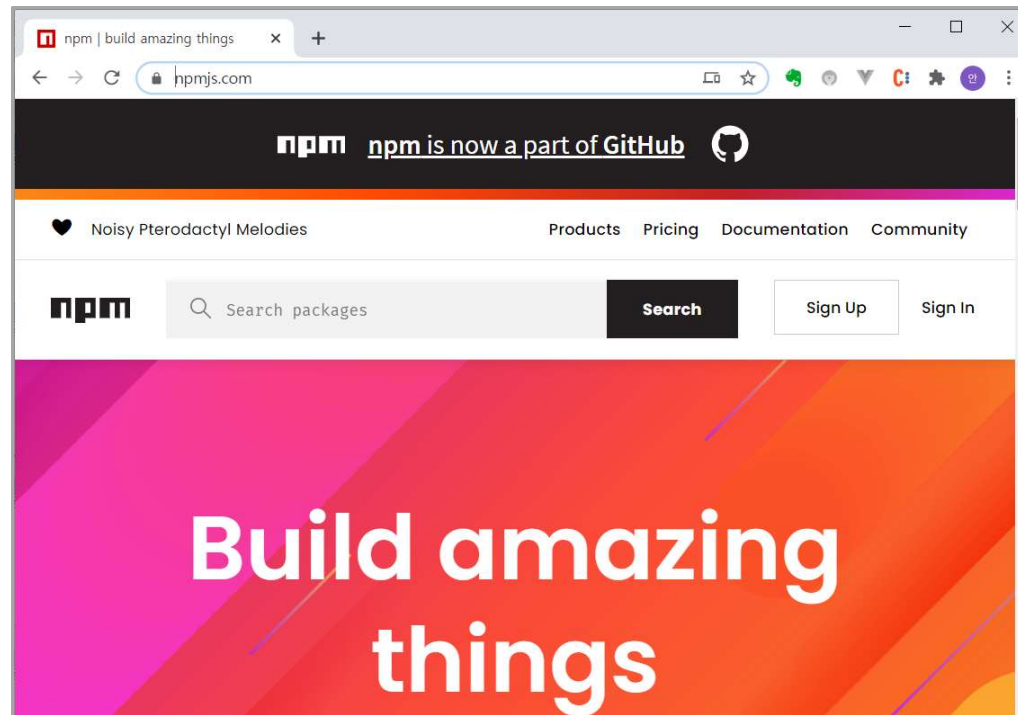 npm | build amazing things
npmjs.com
안
npm npm is now a part of GitHub
Noisy Pterodactyl Melodies Products Pricing Documentation Community
npm Search packages Search Sign Up Sign In
Build amazing
things